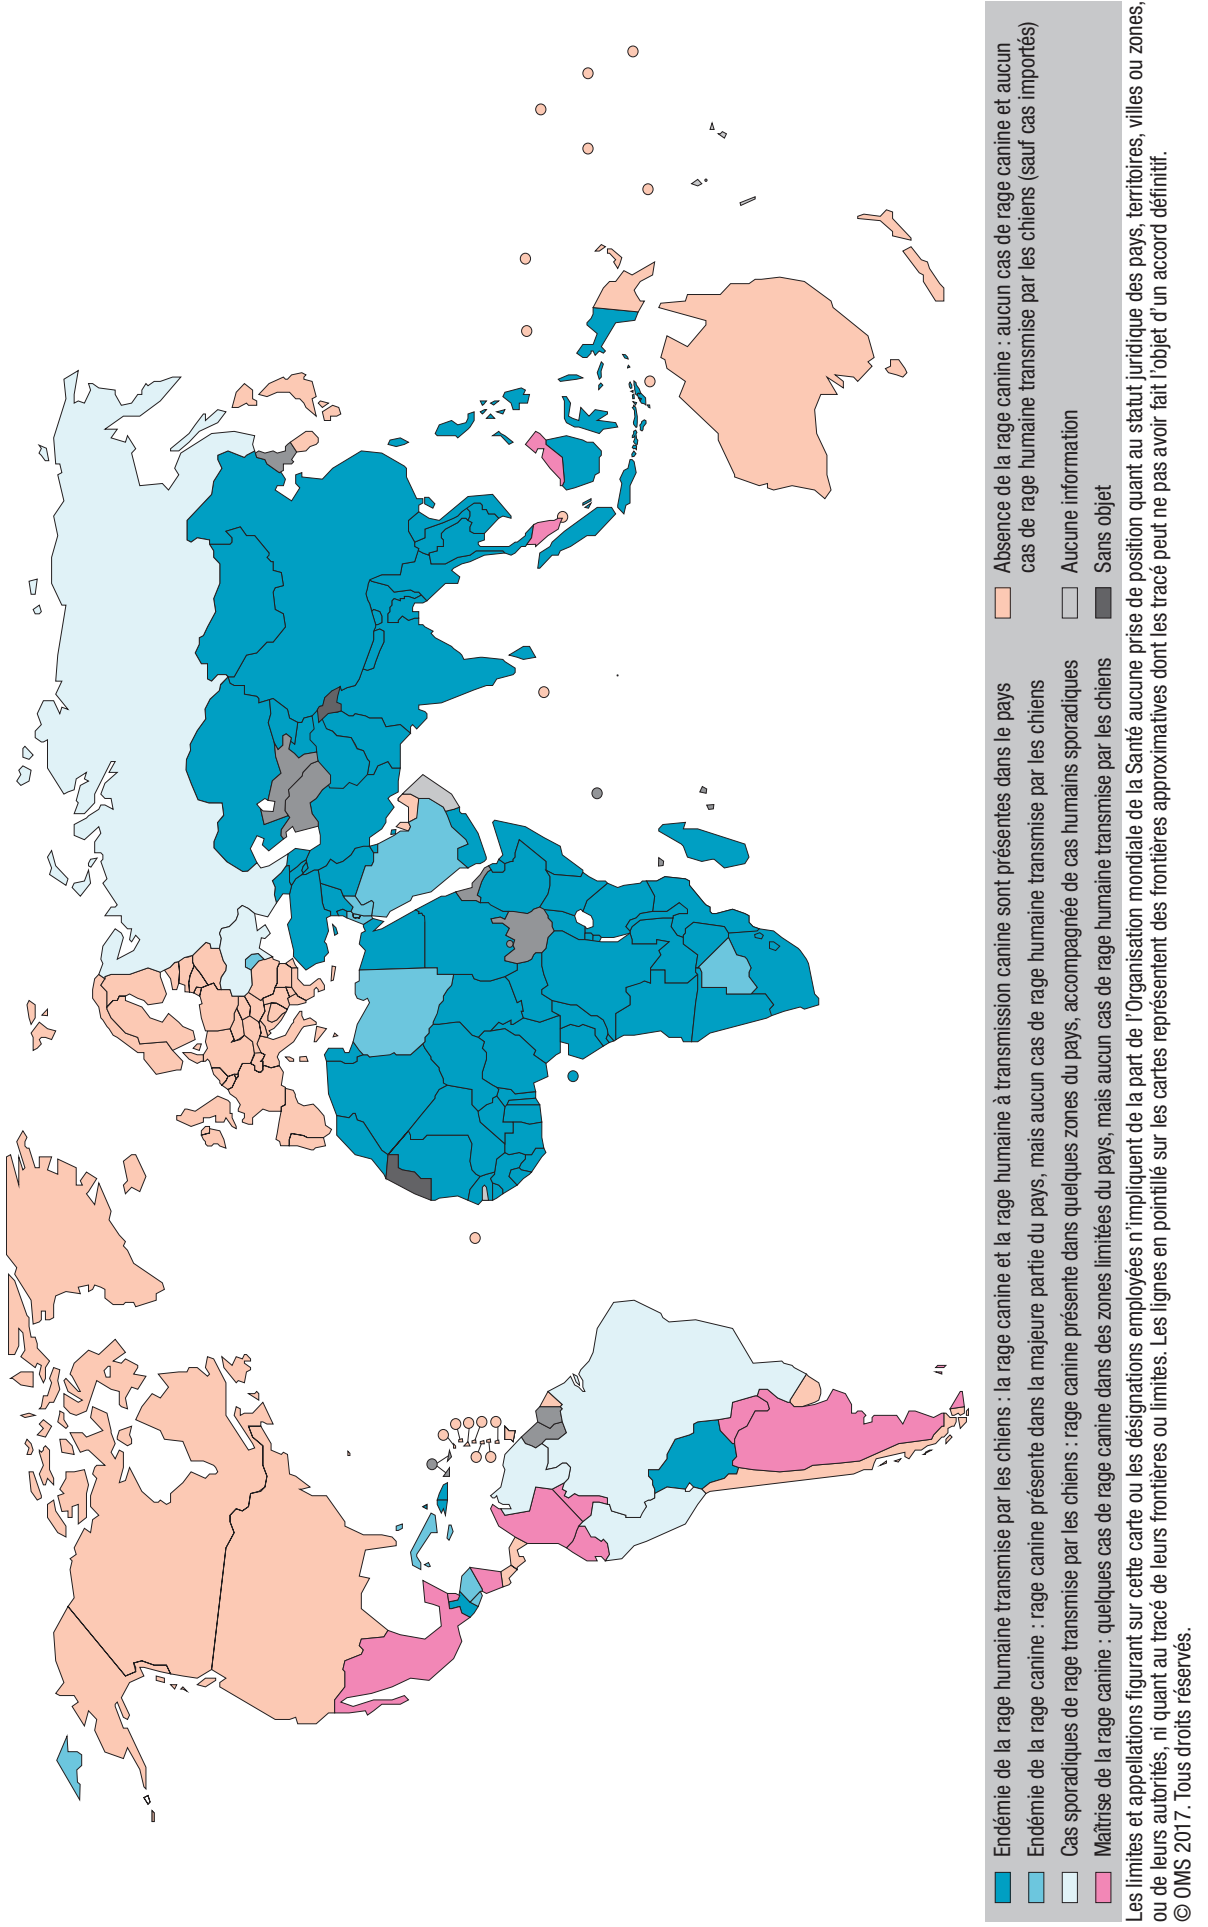 Endémie de la rage humaine transmise par les chiens : la rage canine et la rage humaine à transmission canine sont présentes dans le pays
Endémie de la rage canine : rage canine présente dans la majeure partie du pays, mais aucun cas de rage humaine transmise par les chiens
Cas sporadiques de rage transmise par les chiens : rage canine présente dans quelques zones du pays, accompagnée de cas humains sporadiques
Maîtrise de la rage canine : quelques cas de rage canine dans des zones limitées du pays, mais aucun cas de rage humaine transmise par les chiens
Absence de la rage canine : aucun cas de rage canine et aucun
cas de rage humaine transmise par les chiens (sauf cas importés)
Aucune information
Sans objet
Les limites et appellations figurant sur cette carte ou les désignations employées n'impliquent de la part de l'Organisation mondiale de la Santé aucune prise de position quant au statut juridique des pays, territoires, villes ou zones,
ou de leurs autorités, ni quant au tracé de leurs frontières ou limites. Les lignes en pointillé sur les cartes représentent des frontières approximatives dont les tracé peut ne pas avoir fait l'objet d'un accord définitif.
© OMS 2017. Tous droits réservés.